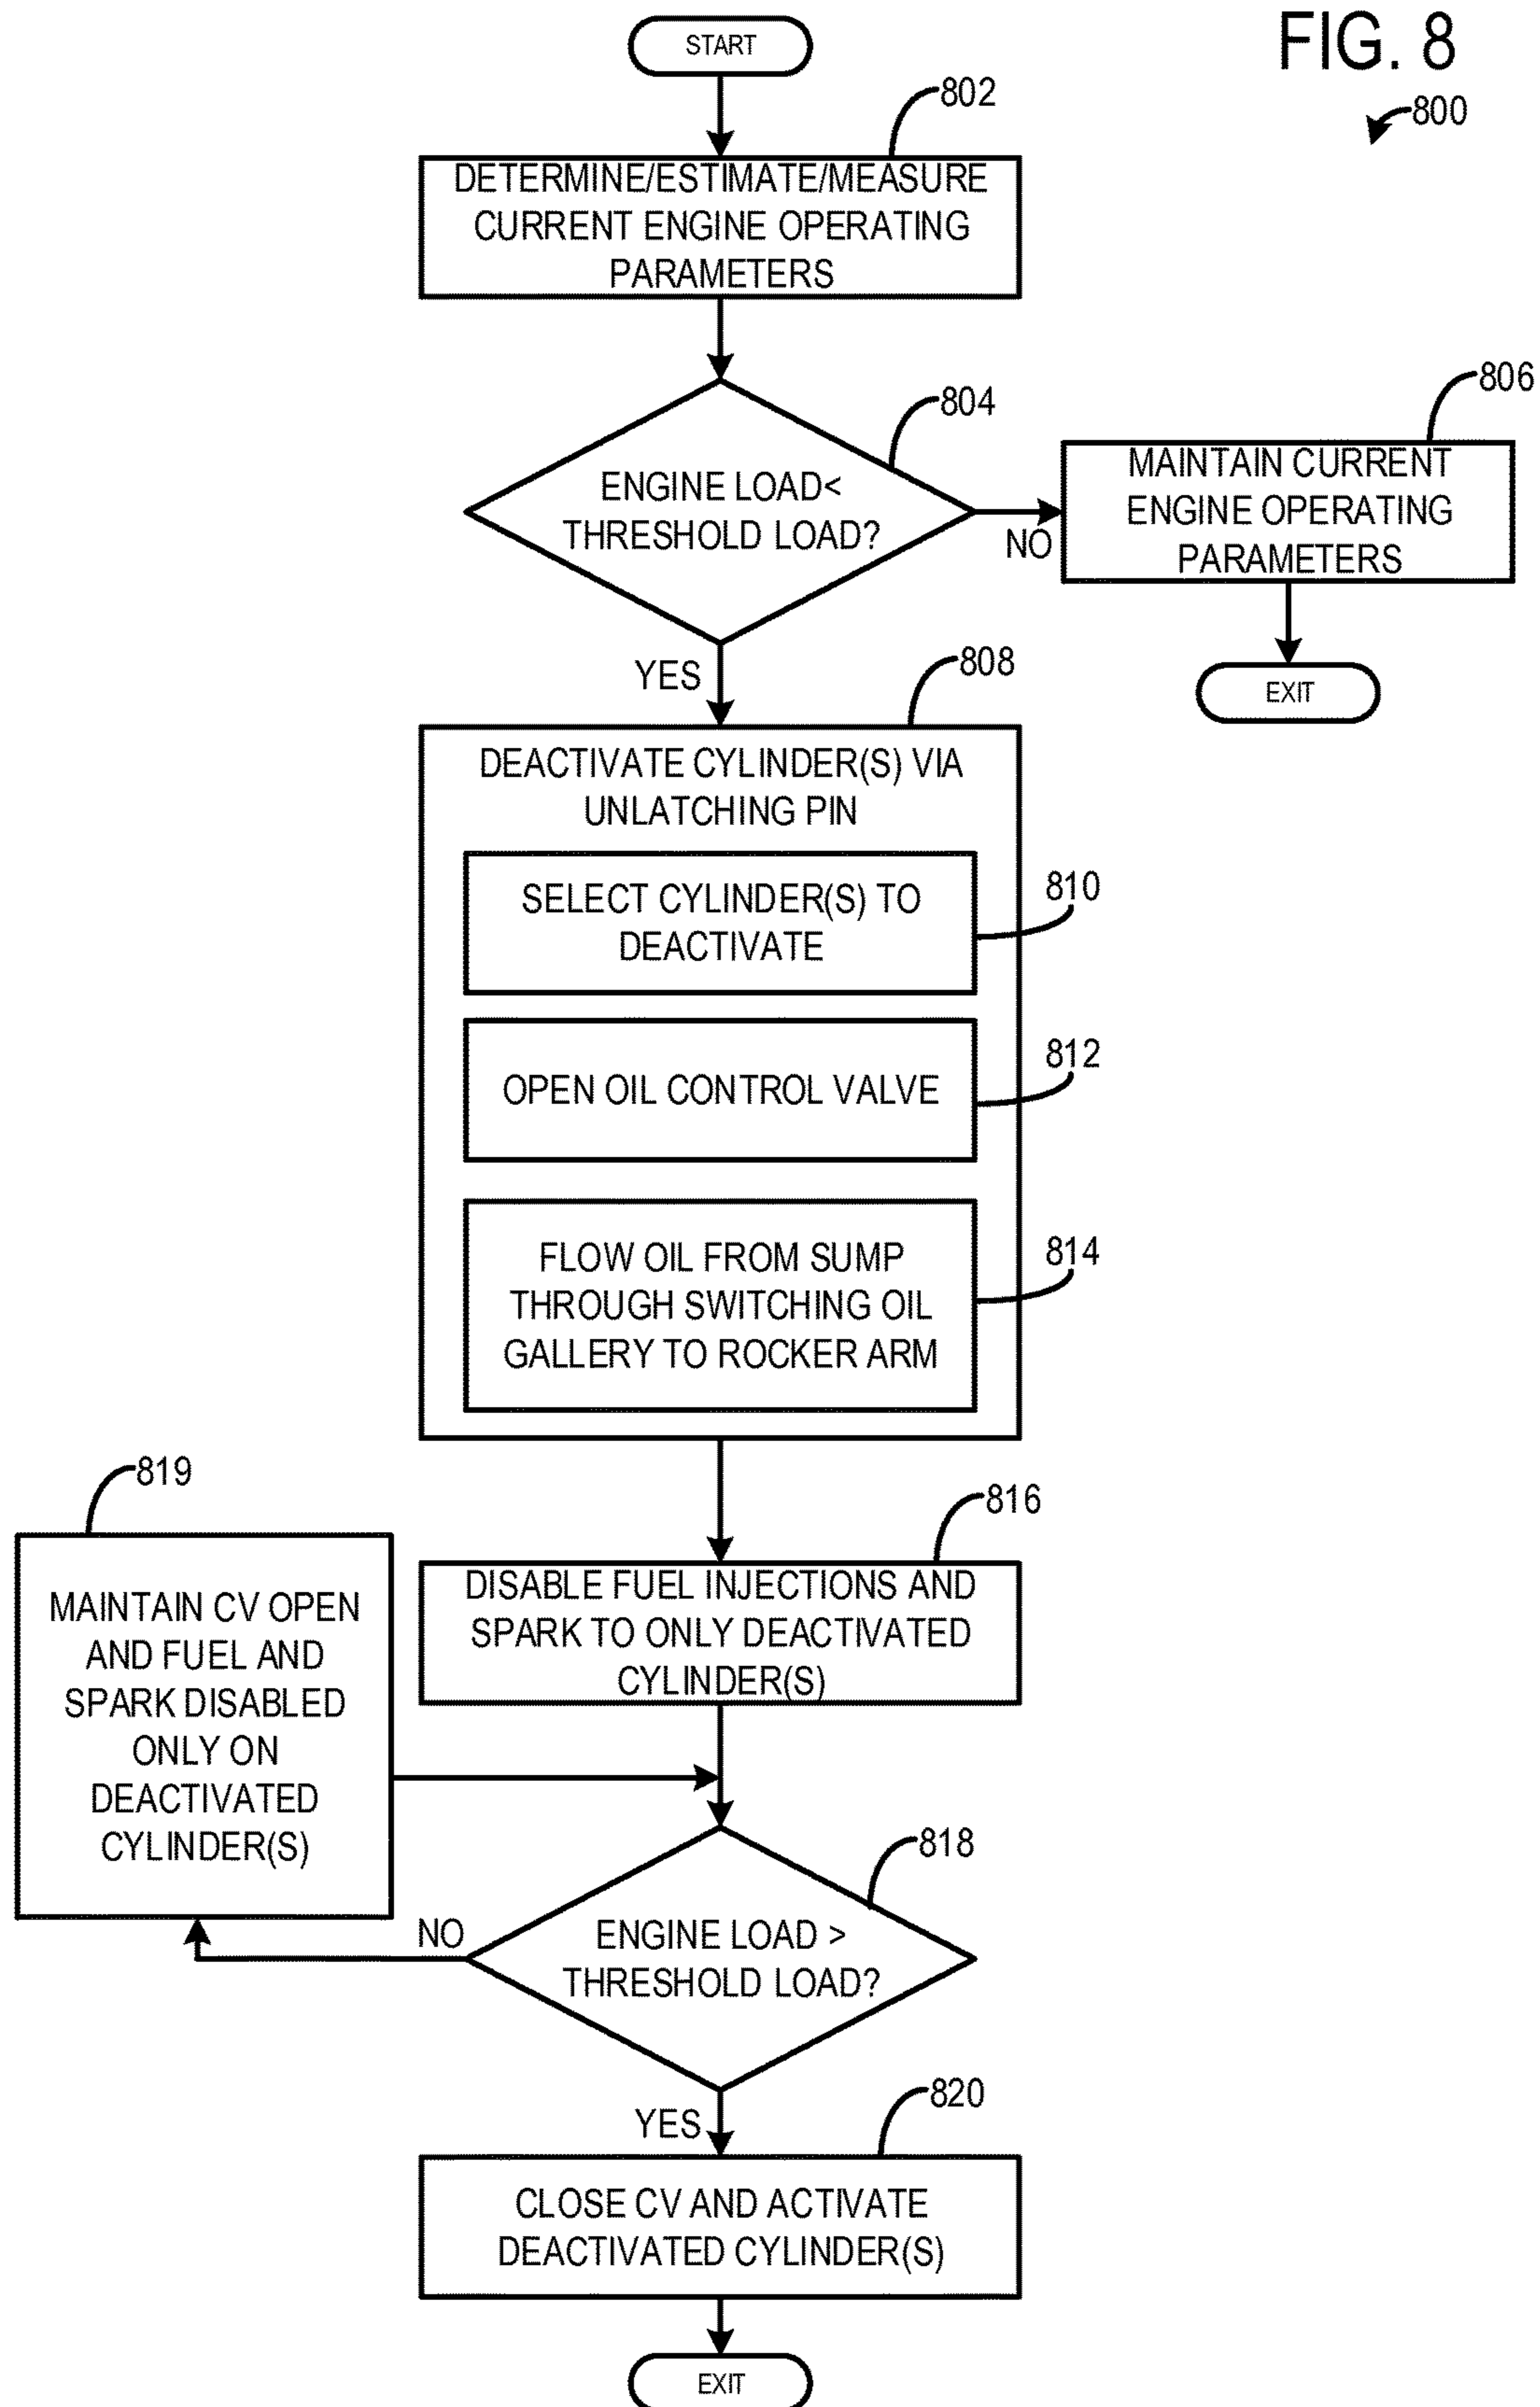 FIG. 8
800
START
802
DETERMINE/ESTIMATE/MEASURE
CURRENT ENGINE OPERATING
PARAMETERS
804
ENGINE LOAD<
THRESHOLD LOAD?
NO
806
MAINTAIN CURRENT
ENGINE OPERATING
PARAMETERS
EXIT
YES
808
DEACTIVATE CYLINDER(S) VIA
UNLATCHING PIN
810
SELECT CYLINDER(S) TO
DEACTIVATE
812
OPEN OIL CONTROL VALVE
814
FLOW OIL FROM SUMP
THROUGH SWITCHING OIL
GALLERY TO ROCKER ARM
816
DISABLE FUEL INJECTIONS AND
SPARK TO ONLY DEACTIVATED
CYLINDER(S)
819
MAINTAIN CV OPEN
AND FUEL AND
SPARK DISABLED
ONLY ON
DEACTIVATED
CYLINDER(S)
818
ENGINE LOAD >
THRESHOLD LOAD?
NO
YES
820
CLOSE CV AND ACTIVATE
DEACTIVATED CYLINDER(S)
EXIT